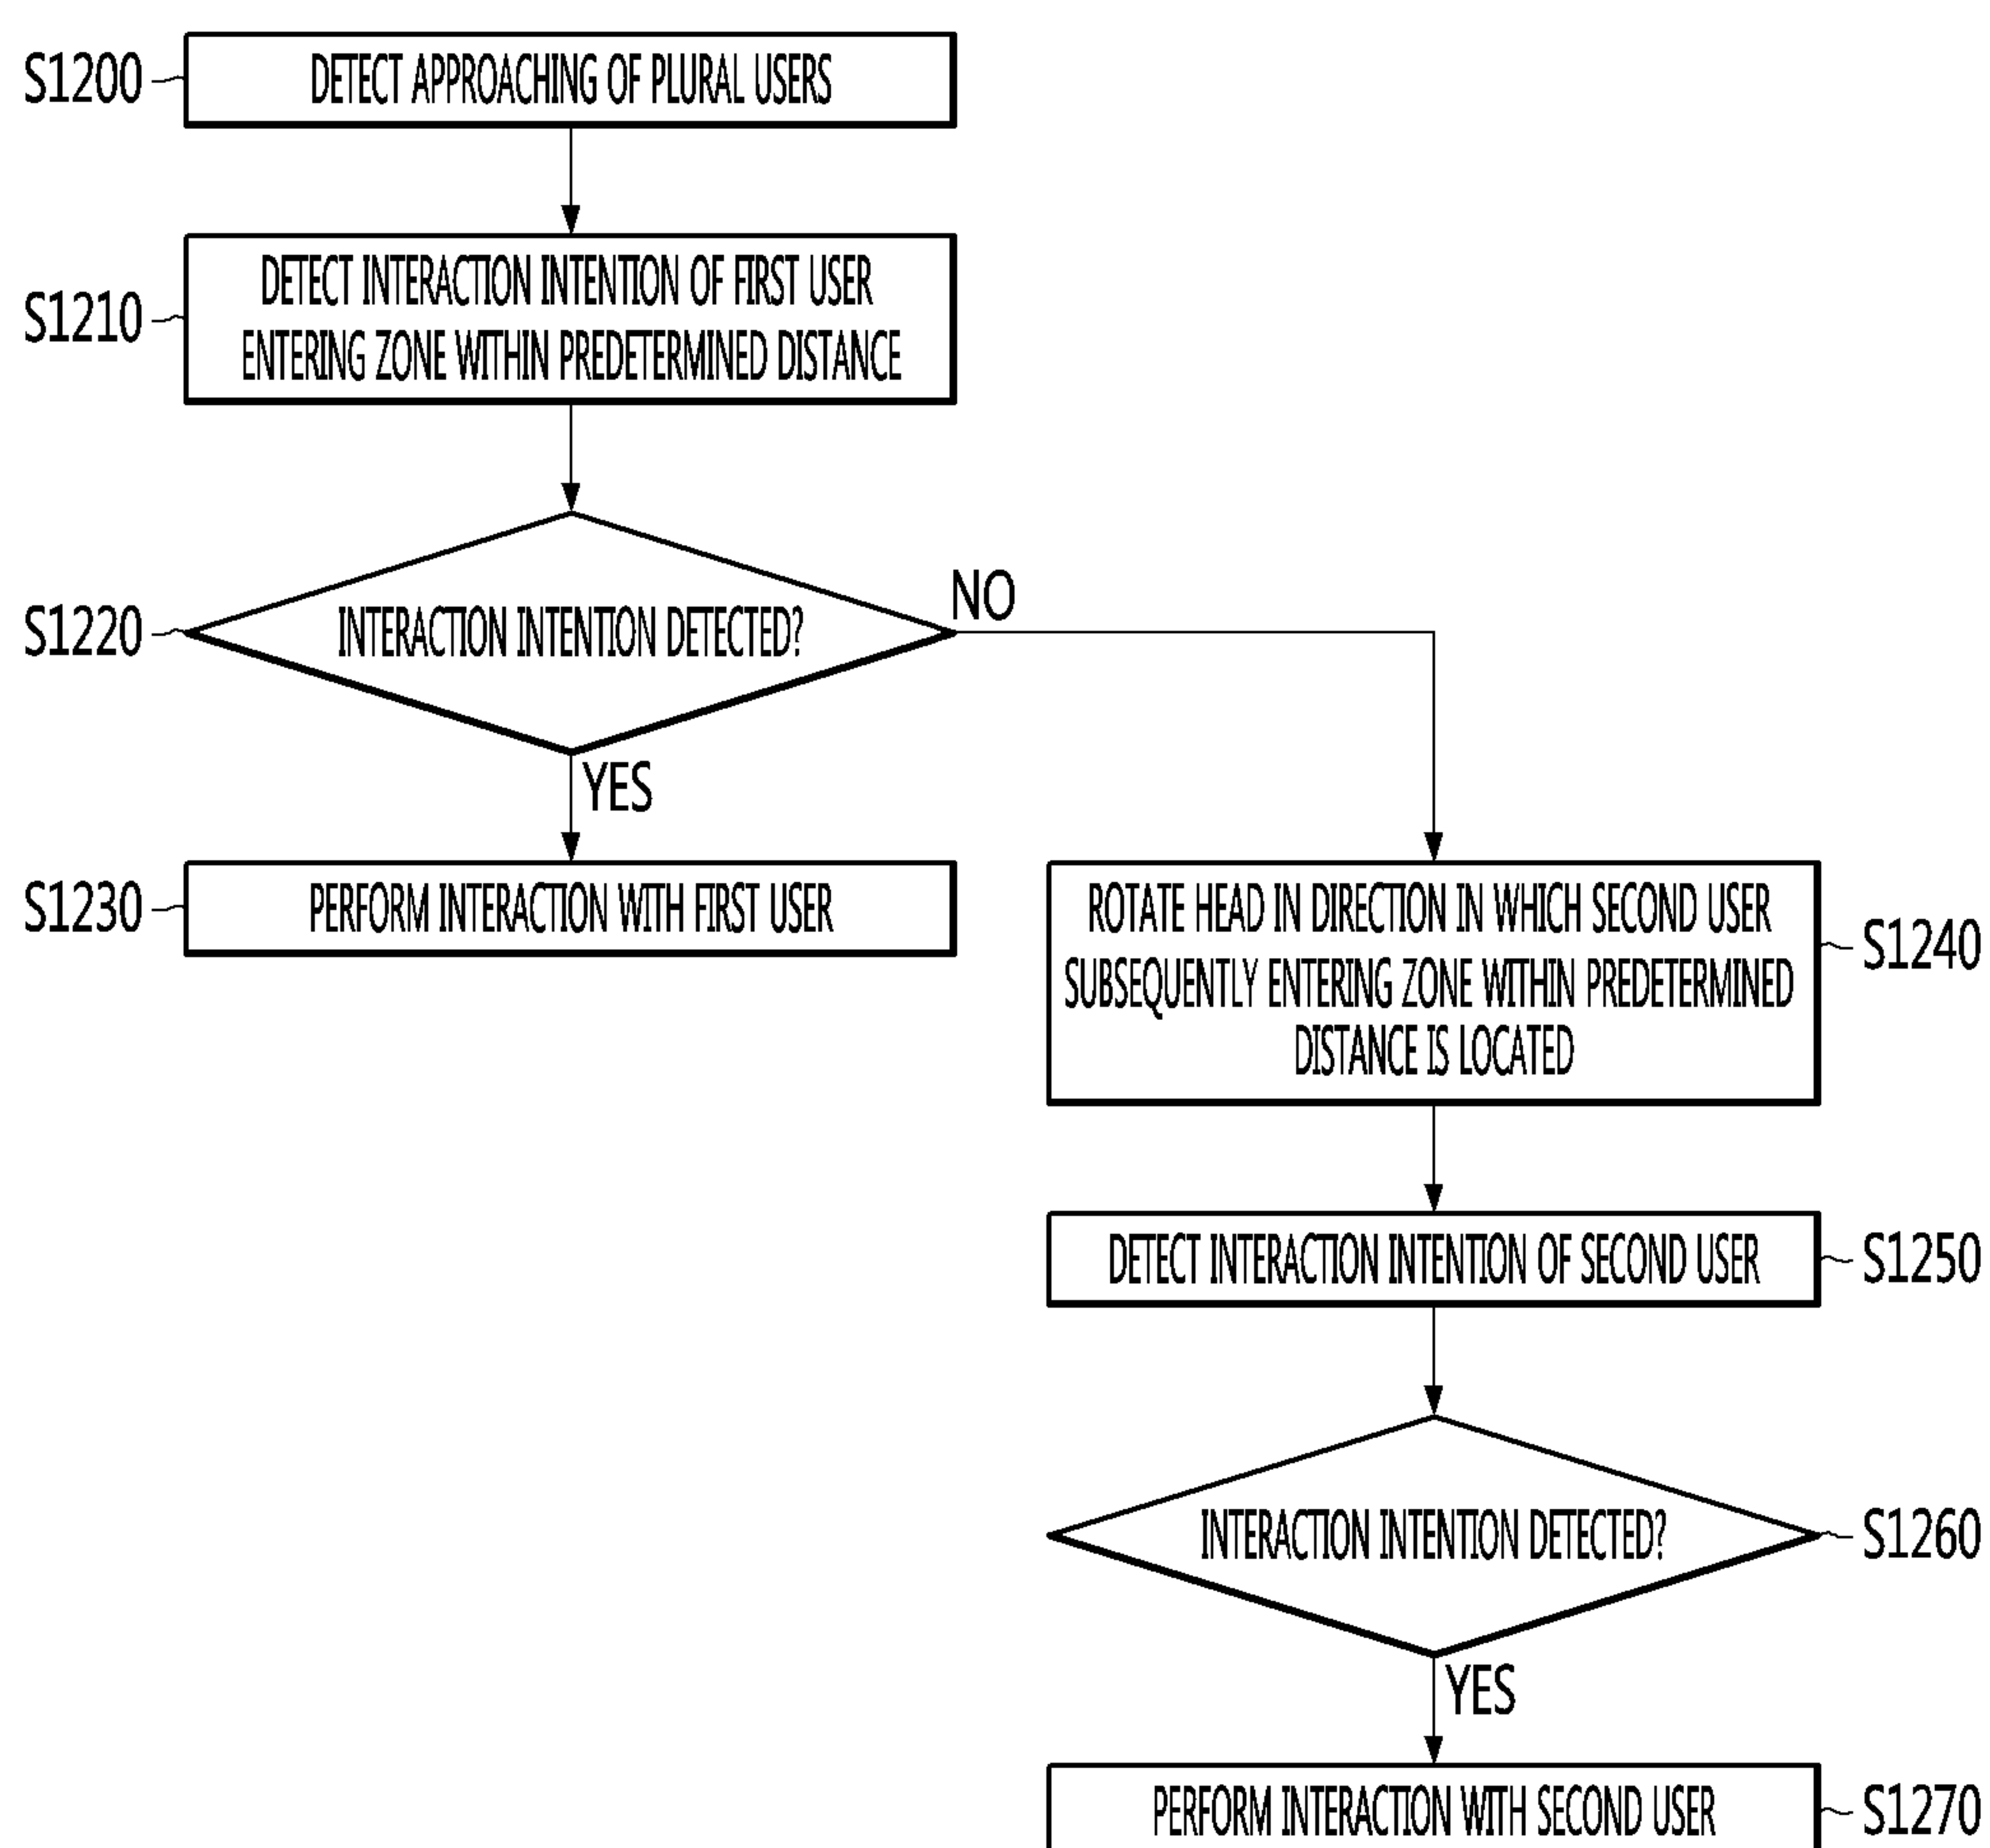 S1200
DETECT APPROACHING OF PLURAL USERS
S1210
DETECT INTERACTION INTENTION OF FIRST USER
ENTERING ZONE WITHIN PREDETERMINED DISTANCE
S1220
INTERACTION INTENTION DETECTED?
NO
YES
S1230
PERFORM INTERACTION WITH FIRST USER
ROTATE HEAD IN DIRECTION IN WHICH SECOND USER
SUBSEQUENTLY ENTERING ZONE WITHIN PREDETERMINED
DISTANCE IS LOCATED
S1240
DETECT INTERACTION INTENTION OF SECOND USER
S1250
INTERACTION INTENTION DETECTED?
S1260
YES
PERFORM INTERACTION WITH SECOND USER
S1270